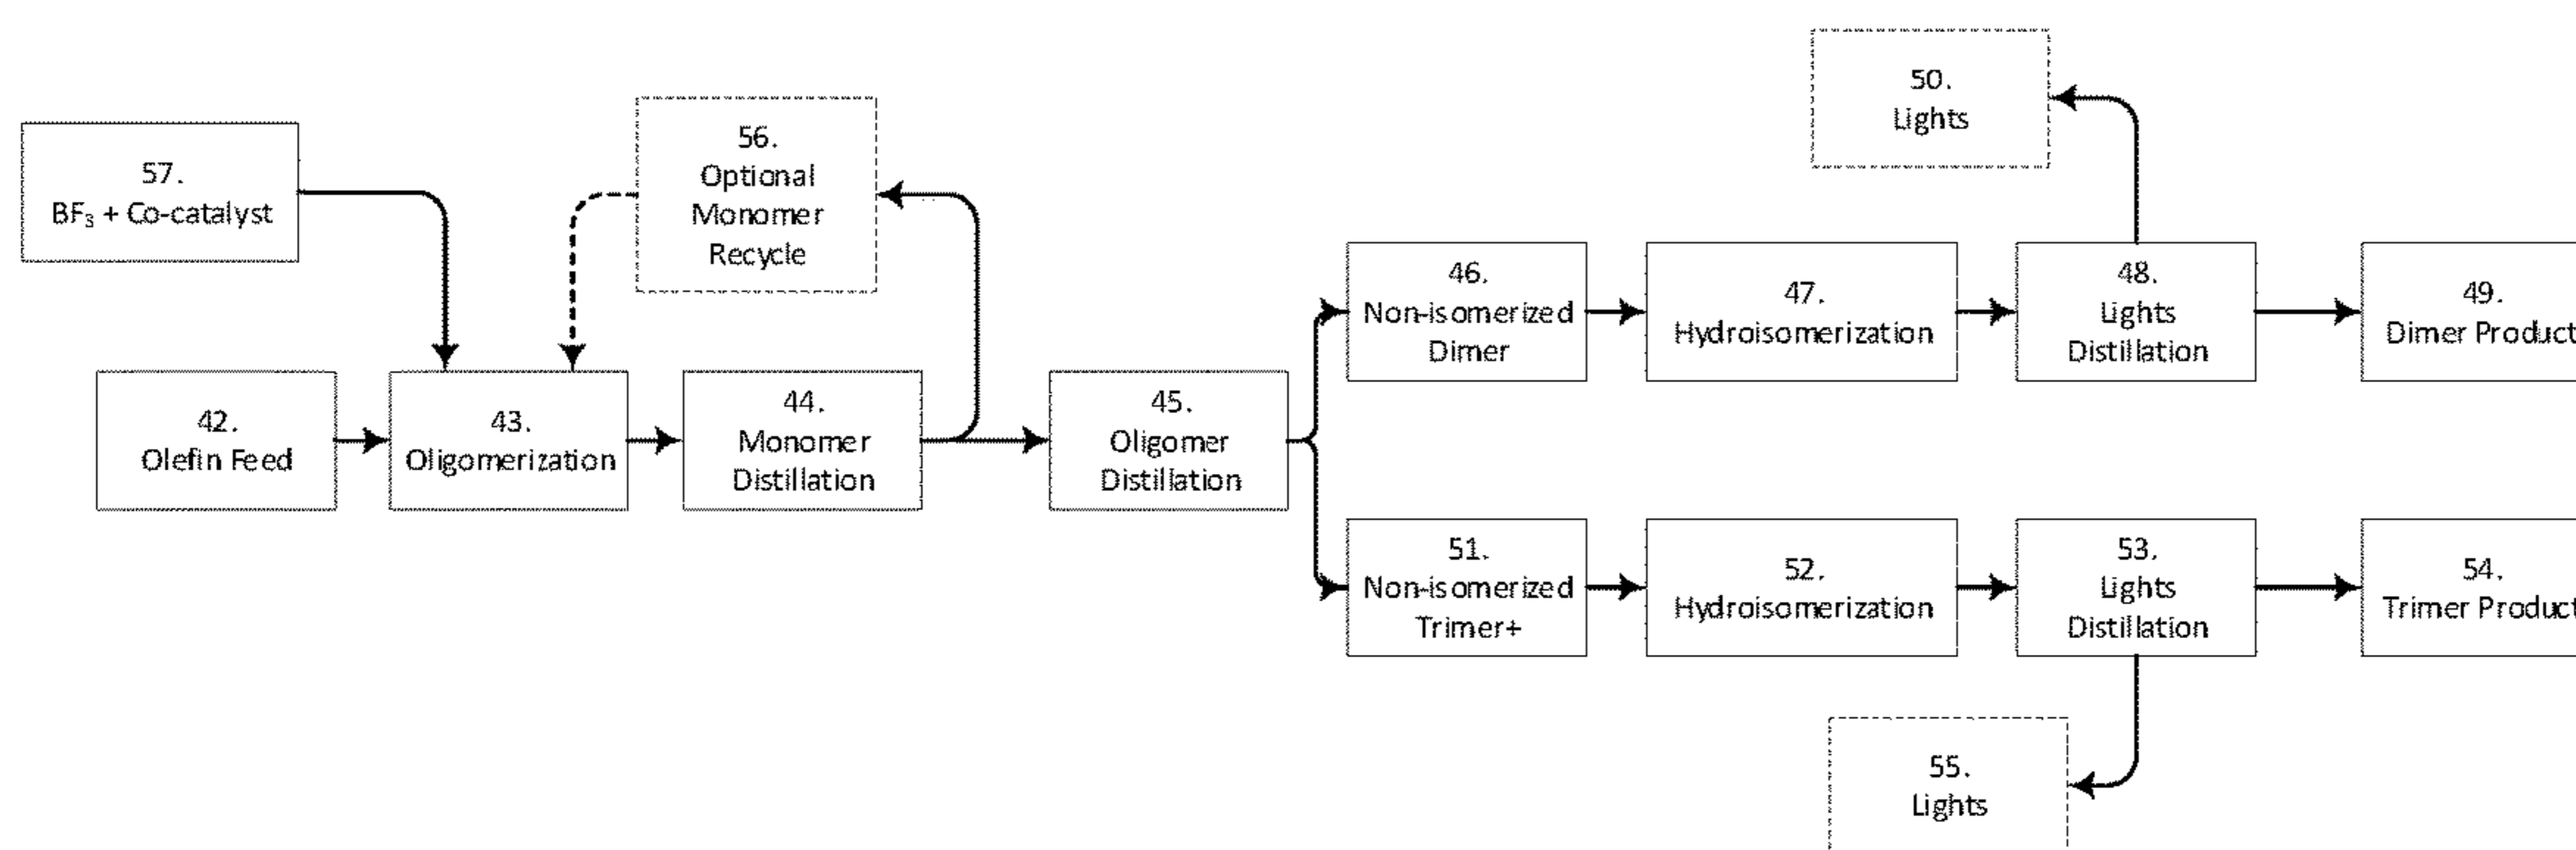 50.
Lights
57.
BF₃ + Co-catalyst
56.
Optional
Monomer
Recycle
46.
Non-isomerized
Dimer
47.
Hydroisomerization
48.
Lights
Distillation
49.
Dimer Product
42.
Olefin Feed
43.
Oligomerization
44.
Monomer
Distillation
45.
Oligomer
Distillation
51.
Non-isomerized
Trimer+
52.
Hydroisomerization
53.
Lights
Distillation
54.
Trimer Product
55.
Lights